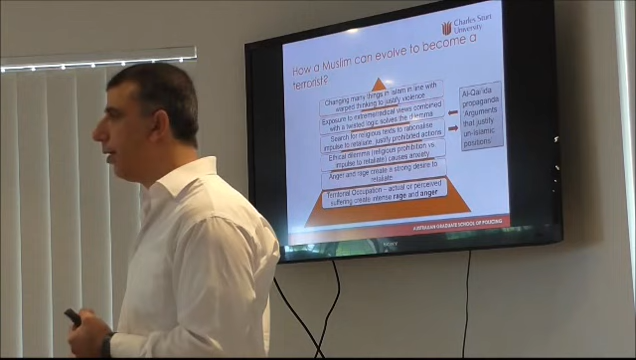 Charles Sturt
University
How a Muslim can evolve to become a
terrorist?
Changing many things in Islam in line with
warped thinking to justify violence
Exposure to extreme/radical views combined
with a twisted logic solves the dilemma
Search for religious texts to rationalise
impulse to retaliate, justify prohibited actions
Ethical dilemma (religious prohibition vs.
impulse to retaliate) causes anxiety
Anger and rage create a strong desire to
retaliate
Territorial Occupation - actual or perceived
suffering create intense rage and anger
Al-Qai'ida
propaganda
'Arguments
that justify
un-Islamic
positions
AUSTRALIAN GRADUATE SCHOOL OF POLICING